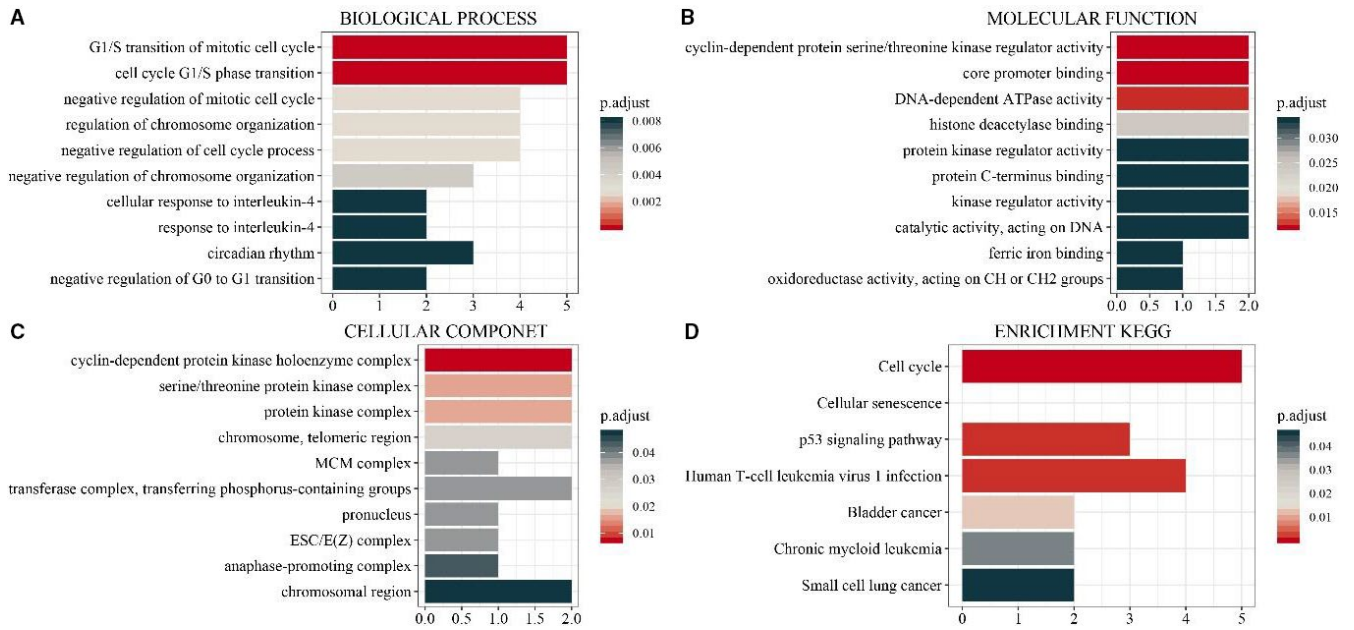 A
BIOLOGICAL PROCESS
G1/S transition of mitotic cell cycle
cell cycle G1/S phase transition
negative regulation of mitotic cell cycle
regulation of chromosome organization
negative regulation of cell cycle process
negative regulation of chromosome organization
cellular response to interleukin-4
response to interleukin-4
circadian rhythm
negative regulation of G0 to G1 transition
0 1 2 3 4 5
p.adjust
0.008
0.006
0.004
0.002
B
MOLECULAR FUNCTION
cyclin-dependent protein serine/threonine kinase regulator activity
core promoter binding
DNA-dependent ATPase activity
histone deacetylase binding
protein kinase regulator activity
protein C-terminus binding
kinase regulator activity
catalytic activity, acting on DNA
ferric iron binding
oxidoreductase activity, acting on CH or CH2 groups
0.0 0.5 1.0 1.5 2.0
p.adjust
0.030
0.025
0.020
0.015
C
CELLULAR COMPONET
cyclin-dependent protein kinase holoenzyme complex
serine/threonine protein kinase complex
protein kinase complex
chromosome, telomeric region
MCM complex
transferase complex, transferring phosphorus-containing groups
pronucleus
ESC/E(Z) complex
anaphase-promoting complex
chromosomal region
0.0 0.5 1.0 1.5 2.0
p.adjust
0.04
0.03
0.02
0.01
D
ENRICHMENT KEGG
Cell cycle
Cellular senescence
p53 signaling pathway
Human T-cell leukemia virus 1 infection
Bladder cancer
Chronic myeloid leukemia
Small cell lung cancer
0 1 2 3 4 5
p.adjust
0.04
0.03
0.02
0.01